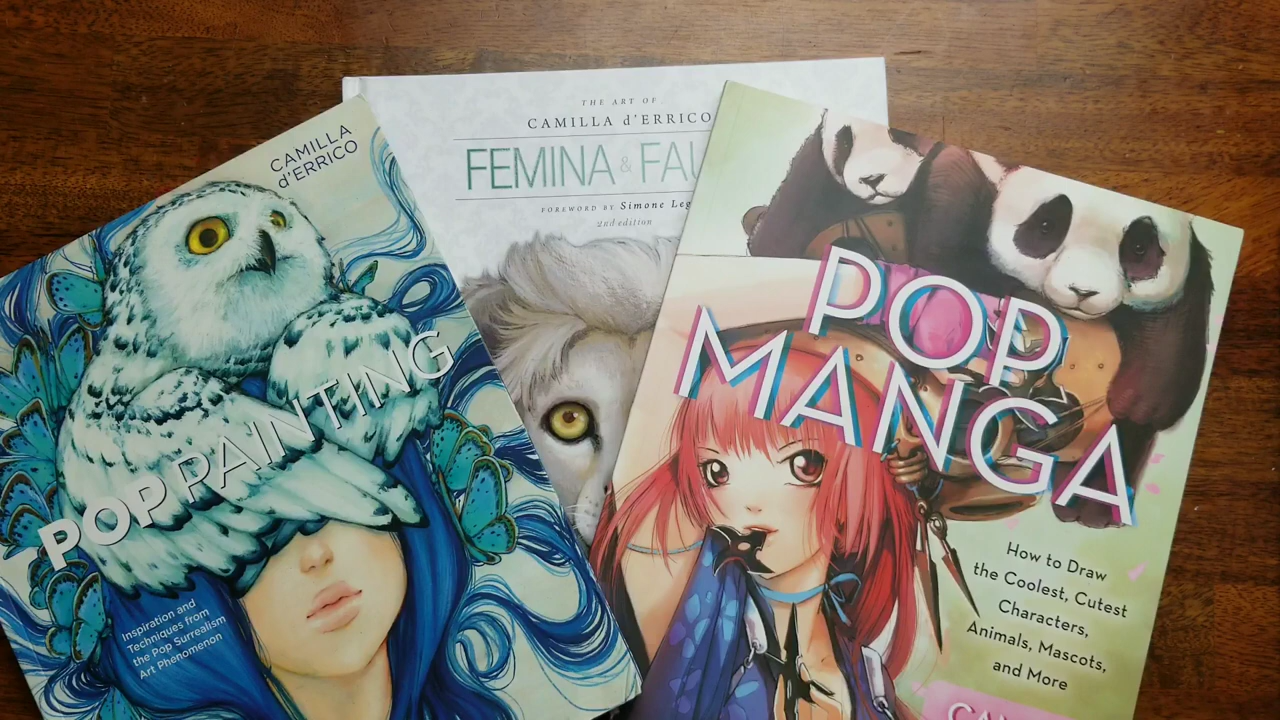 CAMILLA
d'ERRICO
POP PAINTING
Inspiration and
Techniques from
the Pop Surrealism
Art Phenomenon
THE ART OF
CAMILLA d'ERRICO
FEMINA & FAU
FOREWORD BY Simone Leg
2nd edition
POP
MANGA
How to Draw
the Coolest, Cutest
Characters,
Animals, Mascots,
and More